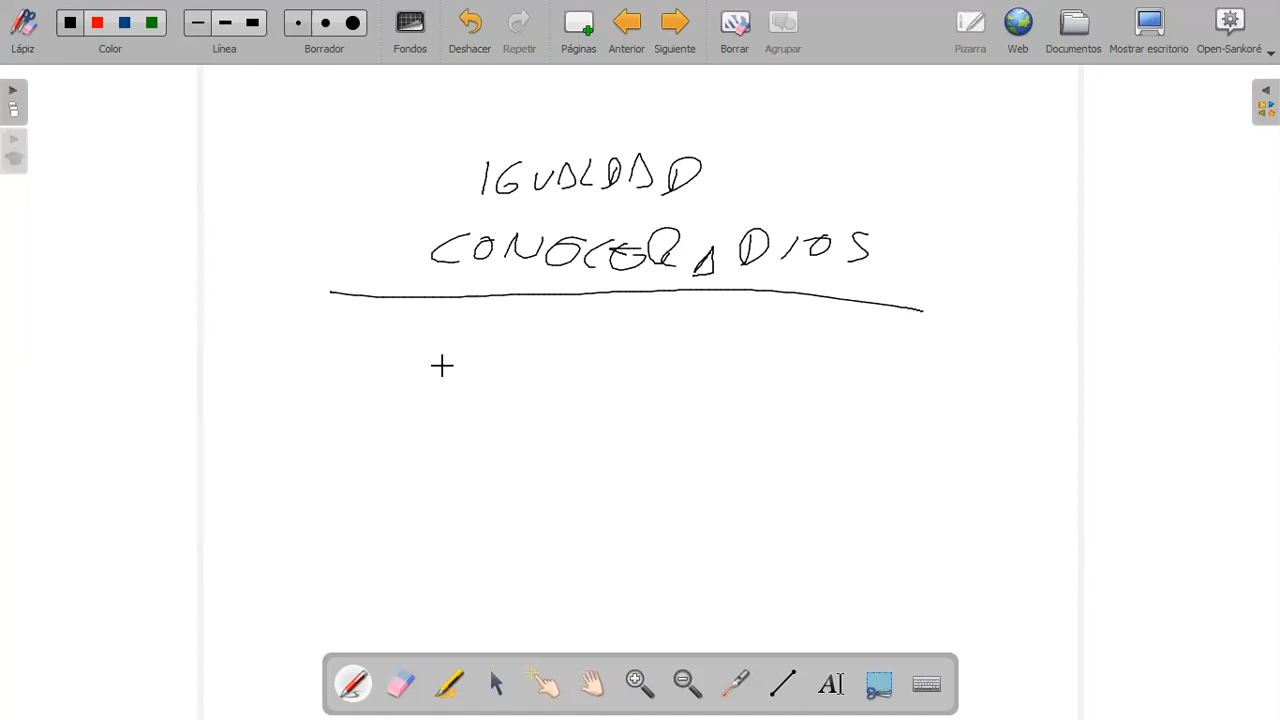 Lápiz Color Línea Borrador Fondos Deshacer Repetir Páginas Anterior Siguiente Borrar Agrupar Pizarra Web Documentos Mostrar escritorio Open-Sankoré
IGUALDAD
CONOCER A DIOS
AI